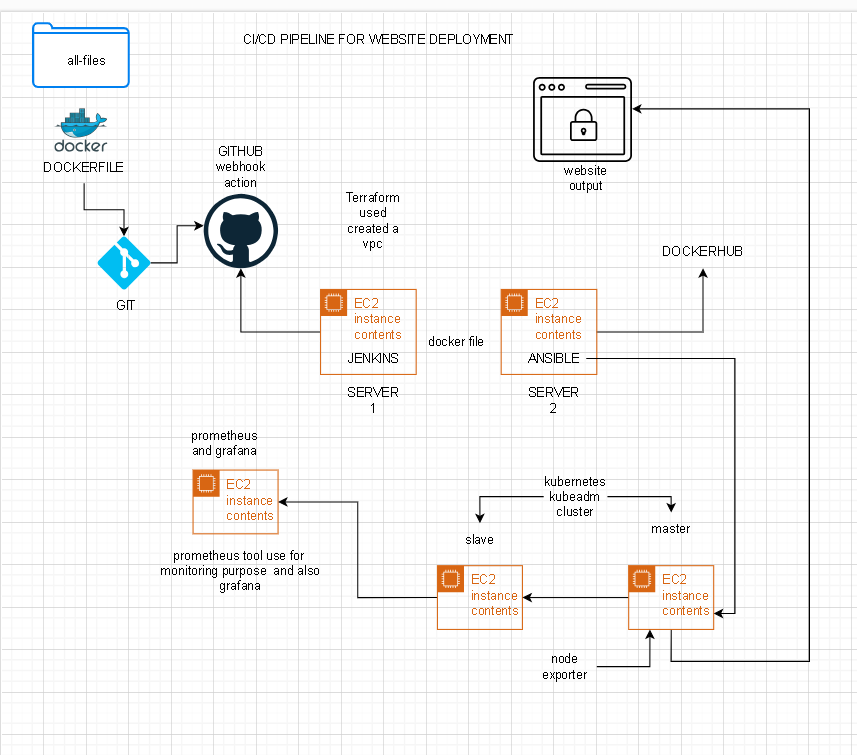 CI/CD PIPELINE FOR WEBSITE DEPLOYMENT
all-files
docker
DOCKERFILE
GITHUB
webhook
action
website
output
Terraform
used
created a
vpc
DOCKERHUB
GIT
EC2
instance
contents
JENKINS
docker file
EC2
instance
contents
ANSIBLE
SERVER
1
SERVER
2
prometheus
and grafana
EC2
instance
contents
prometheus tool use for
monitoring purpose and also
grafana
kubernetes
kubeadm
cluster
slave
master
EC2
instance
contents
EC2
instance
contents
node
exporter